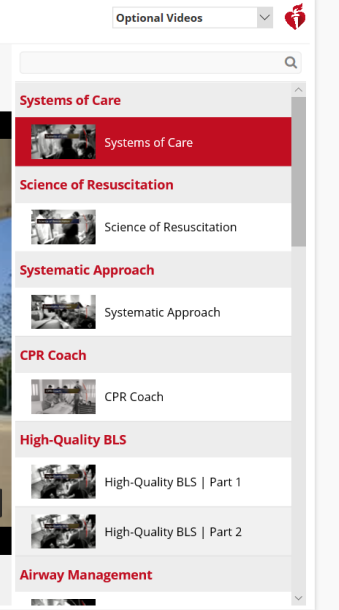 Optional Videos
Systems of Care
Systems of Care
Science of Resuscitation
Science of Resuscitation
Systematic Approach
Systematic Approach
CPR Coach
CPR Coach
High-Quality BLS
High-Quality BLS | Part 1
High-Quality BLS | Part 2
Airway Management